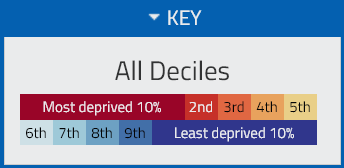 KEY
All Deciles
Most deprived 10% 2nd 3rd 4th 5th
6th 7th 8th 9th Least deprived 10%